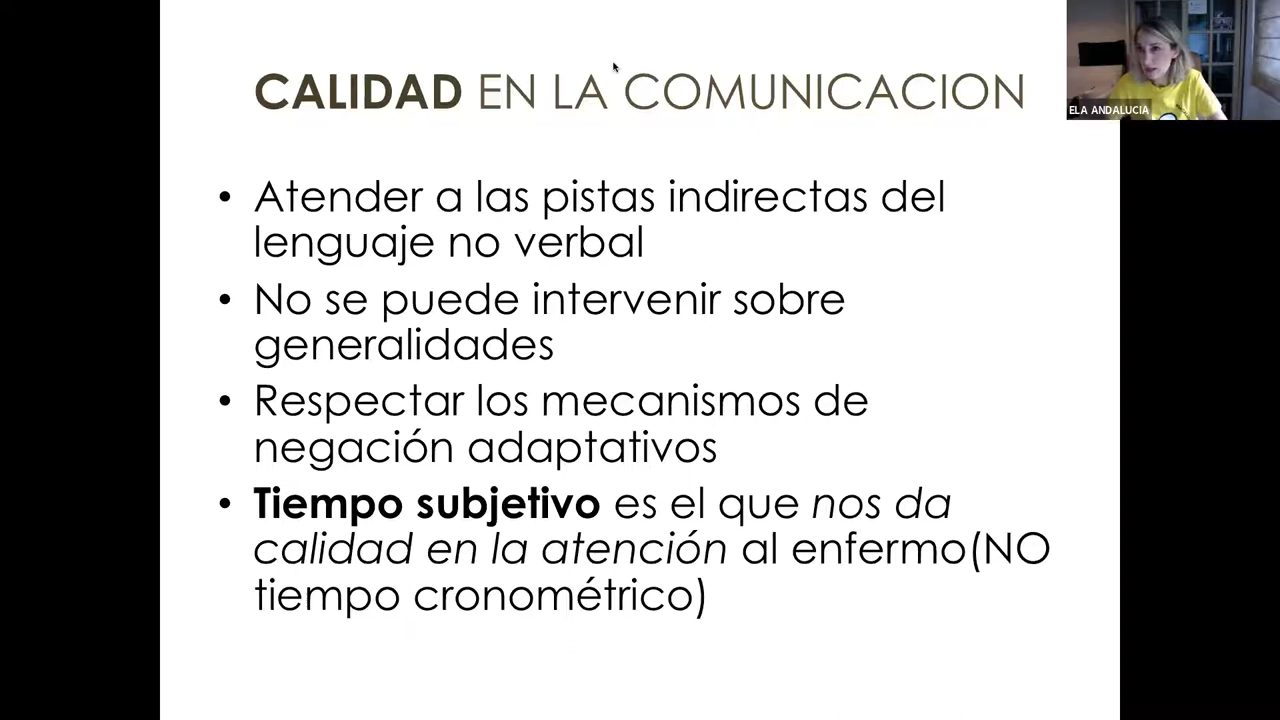 CALIDAD EN LA COMUNICACION
ELA ANDALUCIA
• Atender a las pistas indirectas del
lenguaje no verbal
• No se puede intervenir sobre
generalidades
• Respectar los mecanismos de
negación adaptativos
• Tiempo subjetivo es el que nos da
calidad en la atención al enfermo(NO
tiempo cronométrico)